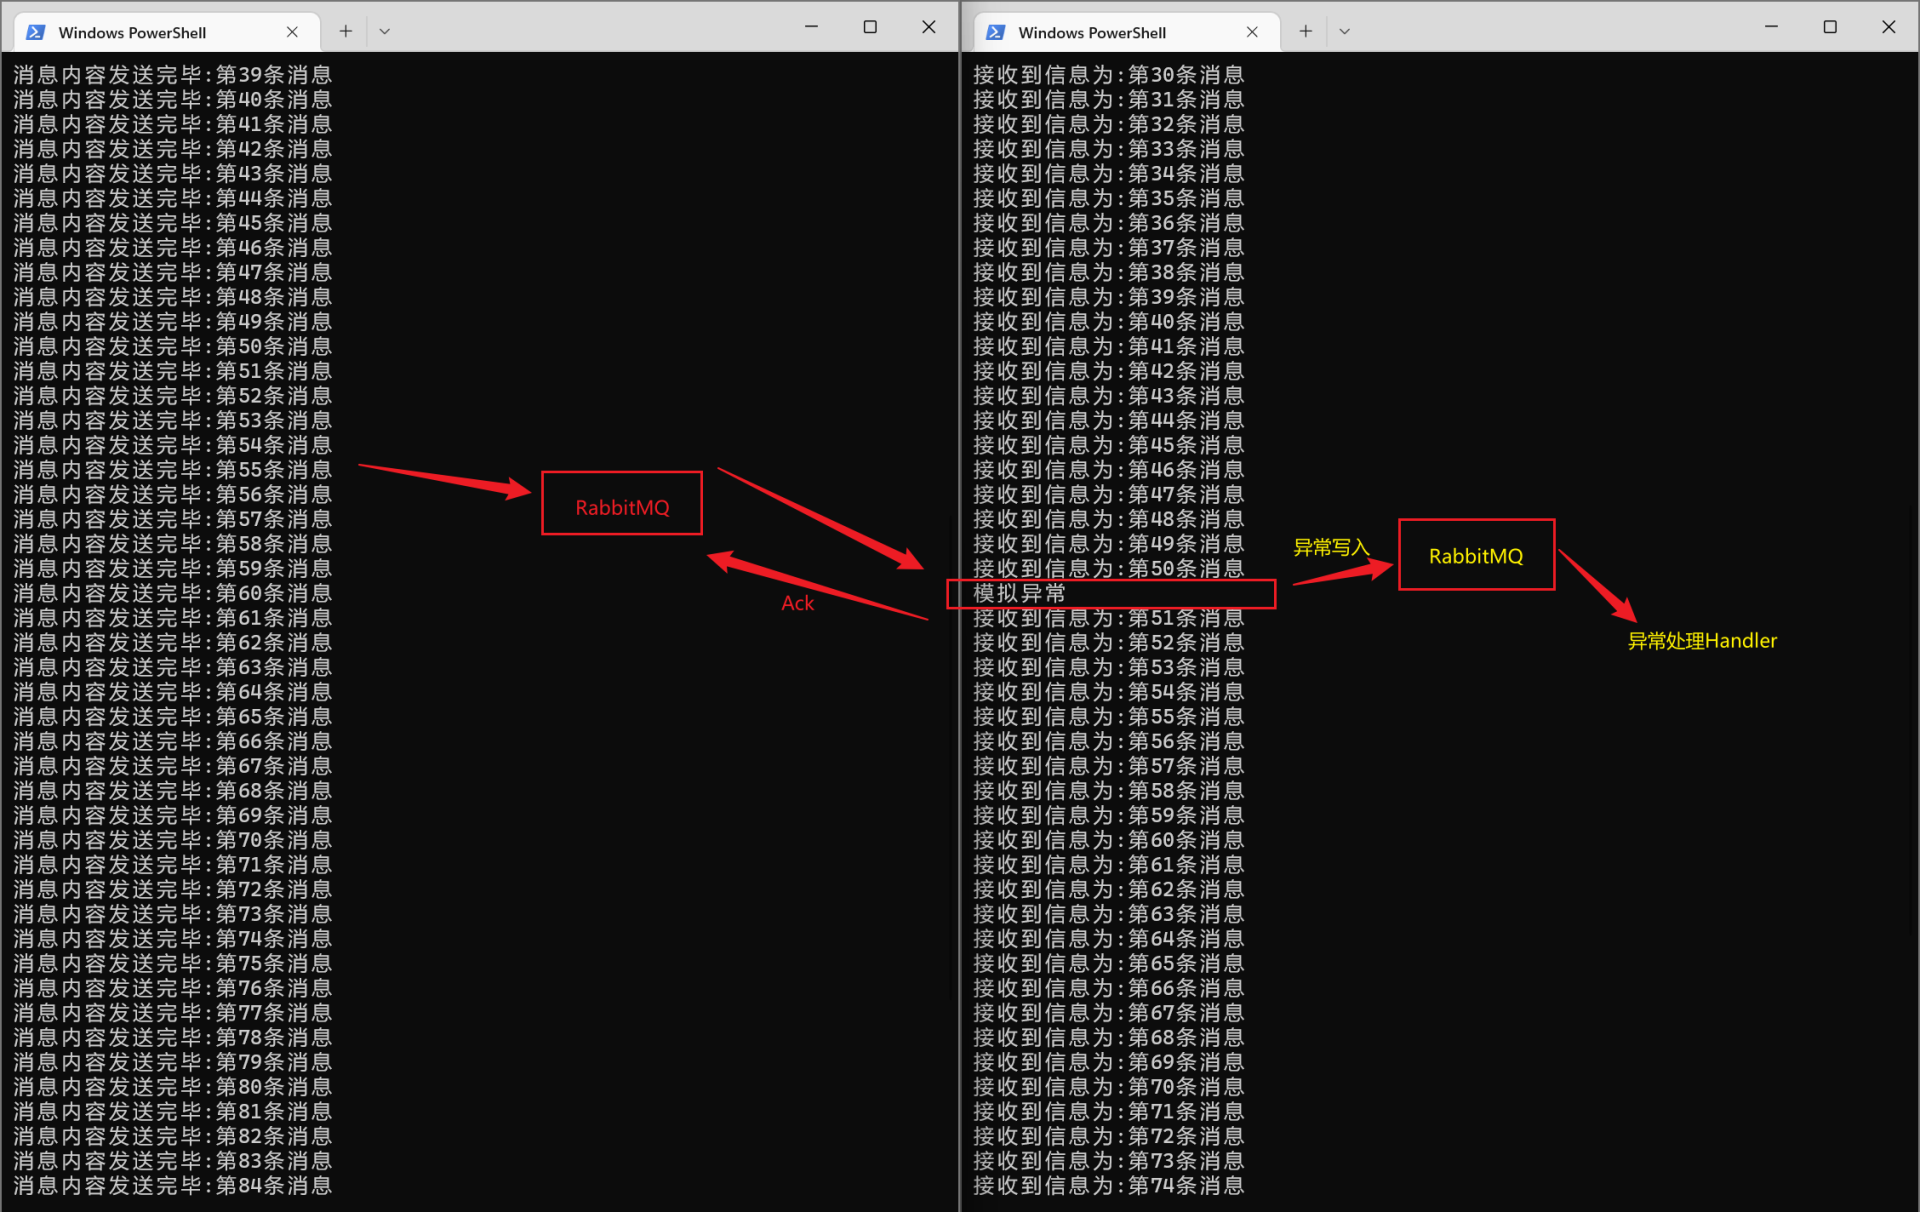 Windows PowerShell
消息内容发送完毕:第39条消息
消息内容发送完毕:第40条消息
消息内容发送完毕:第41条消息
消息内容发送完毕:第42条消息
消息内容发送完毕:第43条消息
消息内容发送完毕:第44条消息
消息内容发送完毕:第45条消息
消息内容发送完毕:第46条消息
消息内容发送完毕:第47条消息
消息内容发送完毕:第48条消息
消息内容发送完毕:第49条消息
消息内容发送完毕:第50条消息
消息内容发送完毕:第51条消息
消息内容发送完毕:第52条消息
消息内容发送完毕:第53条消息
消息内容发送完毕:第54条消息
消息内容发送完毕:第55条消息
消息内容发送完毕:第56条消息
消息内容发送完毕:第57条消息
消息内容发送完毕:第58条消息
消息内容发送完毕:第59条消息
消息内容发送完毕:第60条消息
消息内容发送完毕:第61条消息
消息内容发送完毕:第62条消息
消息内容发送完毕:第63条消息
消息内容发送完毕:第64条消息
消息内容发送完毕:第65条消息
消息内容发送完毕:第66条消息
消息内容发送完毕:第67条消息
消息内容发送完毕:第68条消息
消息内容发送完毕:第69条消息
消息内容发送完毕:第70条消息
消息内容发送完毕:第71条消息
消息内容发送完毕:第72条消息
消息内容发送完毕:第73条消息
消息内容发送完毕:第74条消息
消息内容发送完毕:第75条消息
消息内容发送完毕:第76条消息
消息内容发送完毕:第77条消息
消息内容发送完毕:第78条消息
消息内容发送完毕:第79条消息
消息内容发送完毕:第80条消息
消息内容发送完毕:第81条消息
消息内容发送完毕:第82条消息
消息内容发送完毕:第83条消息
消息内容发送完毕:第84条消息
RabbitMQ
Ack
Windows PowerShell
接收到信息为:第30条消息
接收到信息为:第31条消息
接收到信息为:第32条消息
接收到信息为:第33条消息
接收到信息为:第34条消息
接收到信息为:第35条消息
接收到信息为:第36条消息
接收到信息为:第37条消息
接收到信息为:第38条消息
接收到信息为:第39条消息
接收到信息为:第40条消息
接收到信息为:第41条消息
接收到信息为:第42条消息
接收到信息为:第43条消息
接收到信息为:第44条消息
接收到信息为:第45条消息
接收到信息为:第46条消息
接收到信息为:第47条消息
接收到信息为:第48条消息
接收到信息为:第49条消息
接收到信息为:第50条消息
模拟异常
接收到信息为:第51条消息
接收到信息为:第52条消息
接收到信息为:第53条消息
接收到信息为:第54条消息
接收到信息为:第55条消息
接收到信息为:第56条消息
接收到信息为:第57条消息
接收到信息为:第58条消息
接收到信息为:第59条消息
接收到信息为:第60条消息
接收到信息为:第61条消息
接收到信息为:第62条消息
接收到信息为:第63条消息
接收到信息为:第64条消息
接收到信息为:第65条消息
接收到信息为:第66条消息
接收到信息为:第67条消息
接收到信息为:第68条消息
接收到信息为:第69条消息
接收到信息为:第70条消息
接收到信息为:第71条消息
接收到信息为:第72条消息
接收到信息为:第73条消息
接收到信息为:第74条消息
异常写入
RabbitMQ
异常处理Handler